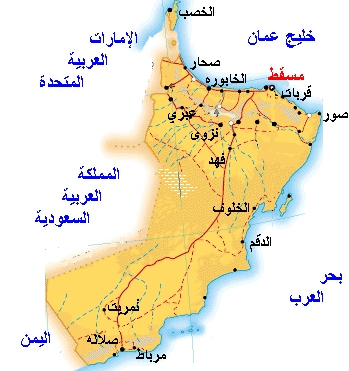 الخصب
خليج عمان
الإمارات
العربية
المتحدة
صحار
مسقط
الخابوره
قريات
عبري
صور
نزوى
فهد
المملكة
العربية
السعودية
الخلوف
الدقم
بحر
العرب
ثمريت
صلاله
مرباط
اليمن